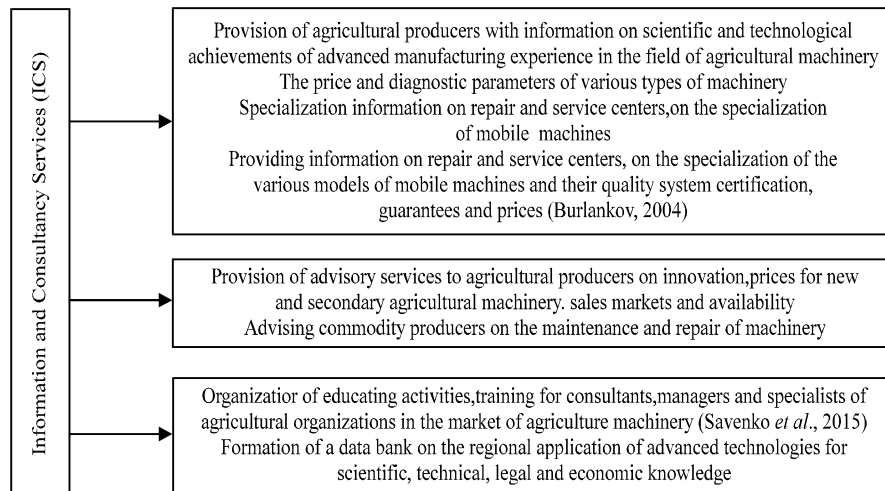 Information and Consultancy Services (ICS)
Provision of agricultural producers with information on scientific and technological
achievements of advanced manufacturing experience in the field of agricultural machinery
The price and diagnostic parameters of various types of machinery
Specialization information on repair and service centers,on the specialization
of mobile machines
Providing information on repair and service centers, on the specialization of the
various models of mobile machines and their quality system certification,
guarantees and prices (Burlankov, 2004)
Provision of advisory services to agricultural producers on innovation,prices for new
and secondary agricultural machinery. sales markets and availability
Advising commodity producers on the maintenance and repair of machinery
Organizatior of educating activities,training for consultants,managers and specialists of
agricultural organizations in the market of agriculture machinery (Savenko et al., 2015)
Formation of a data bank on the regional application of advanced technologies for
scientific, technical, legal and economic knowledge